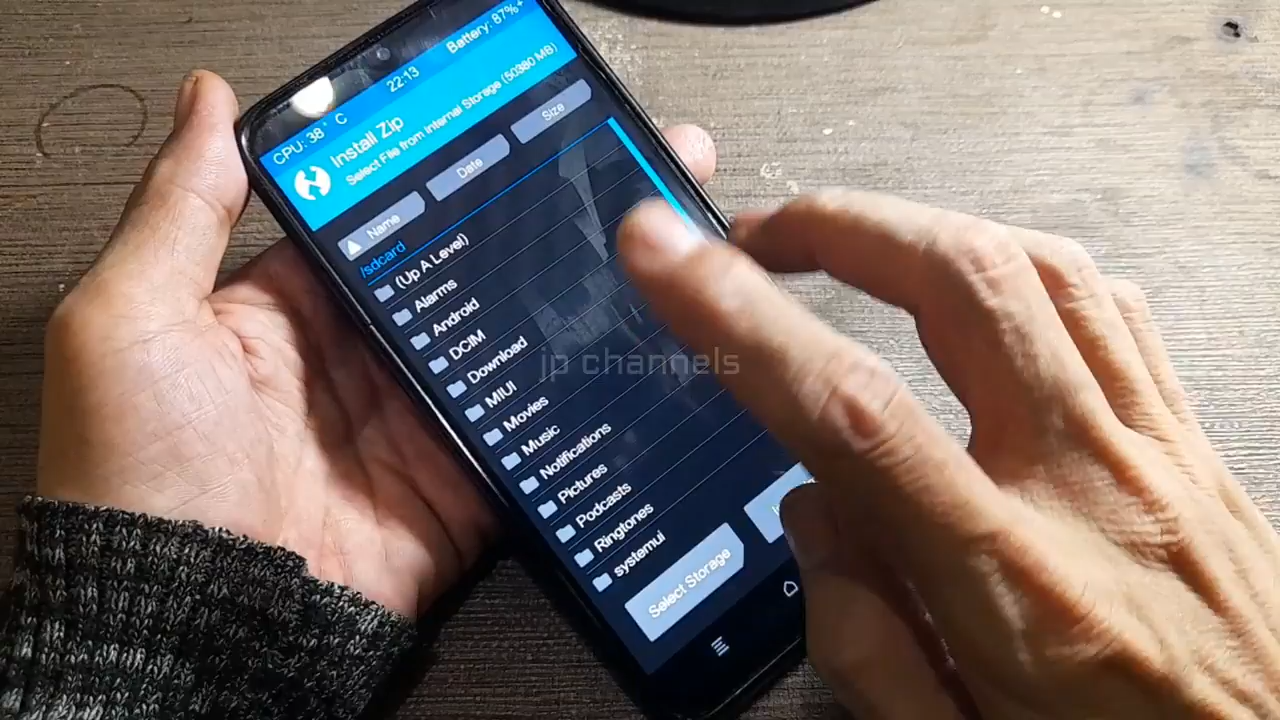 CPU: 38° C
22:13
Battery: 87%+
Install Zip
Select File from Internal Storage (50380 MB)
Name
Date
Size
/sdcard
(Up A Level)
Alarms
Android
DCIM
Download
MIUI
Movies
Music
Notifications
Pictures
Podcasts
Ringtones
systemui
Select Storage
jp channels